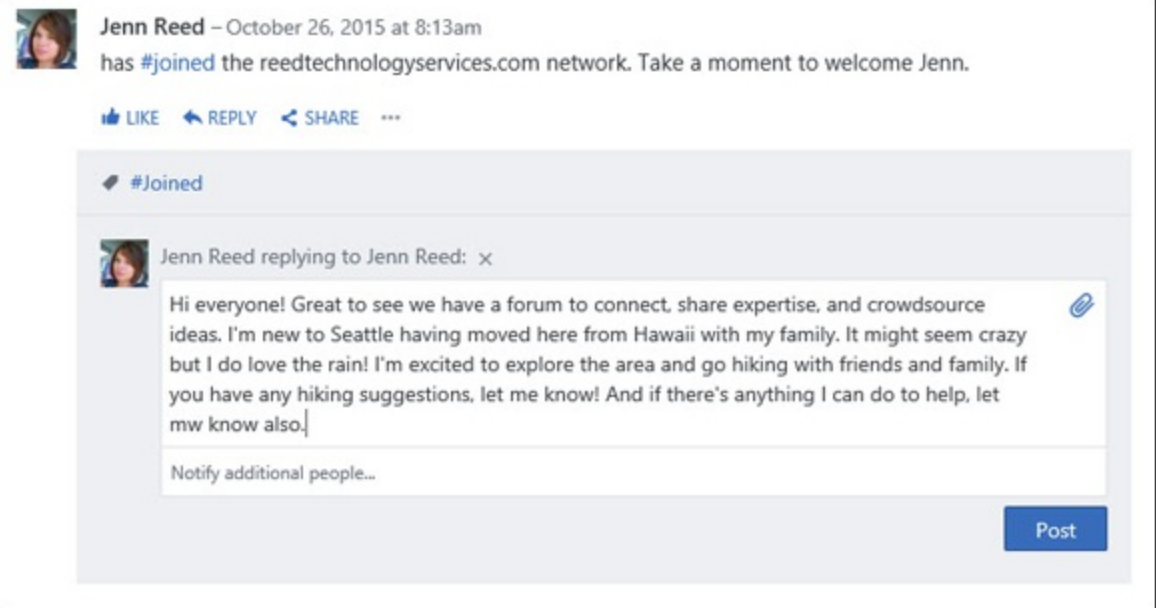 Jenn Reed – October 26, 2015 at 8:13am
has #joined the reedtechnologyservices.com network. Take a moment to welcome Jenn.
LIKE REPLY SHARE ...
#Joined
Jenn Reed replying to Jenn Reed: ×
Hi everyone! Great to see we have a forum to connect, share expertise, and crowdsource
ideas. I'm new to Seattle having moved here from Hawaii with my family. It might seem crazy
but I do love the rain! I'm excited to explore the area and go hiking with friends and family. If
you have any hiking suggestions, let me know! And if there's anything I can do to help, let
mw know also.
Notify additional people...
Post